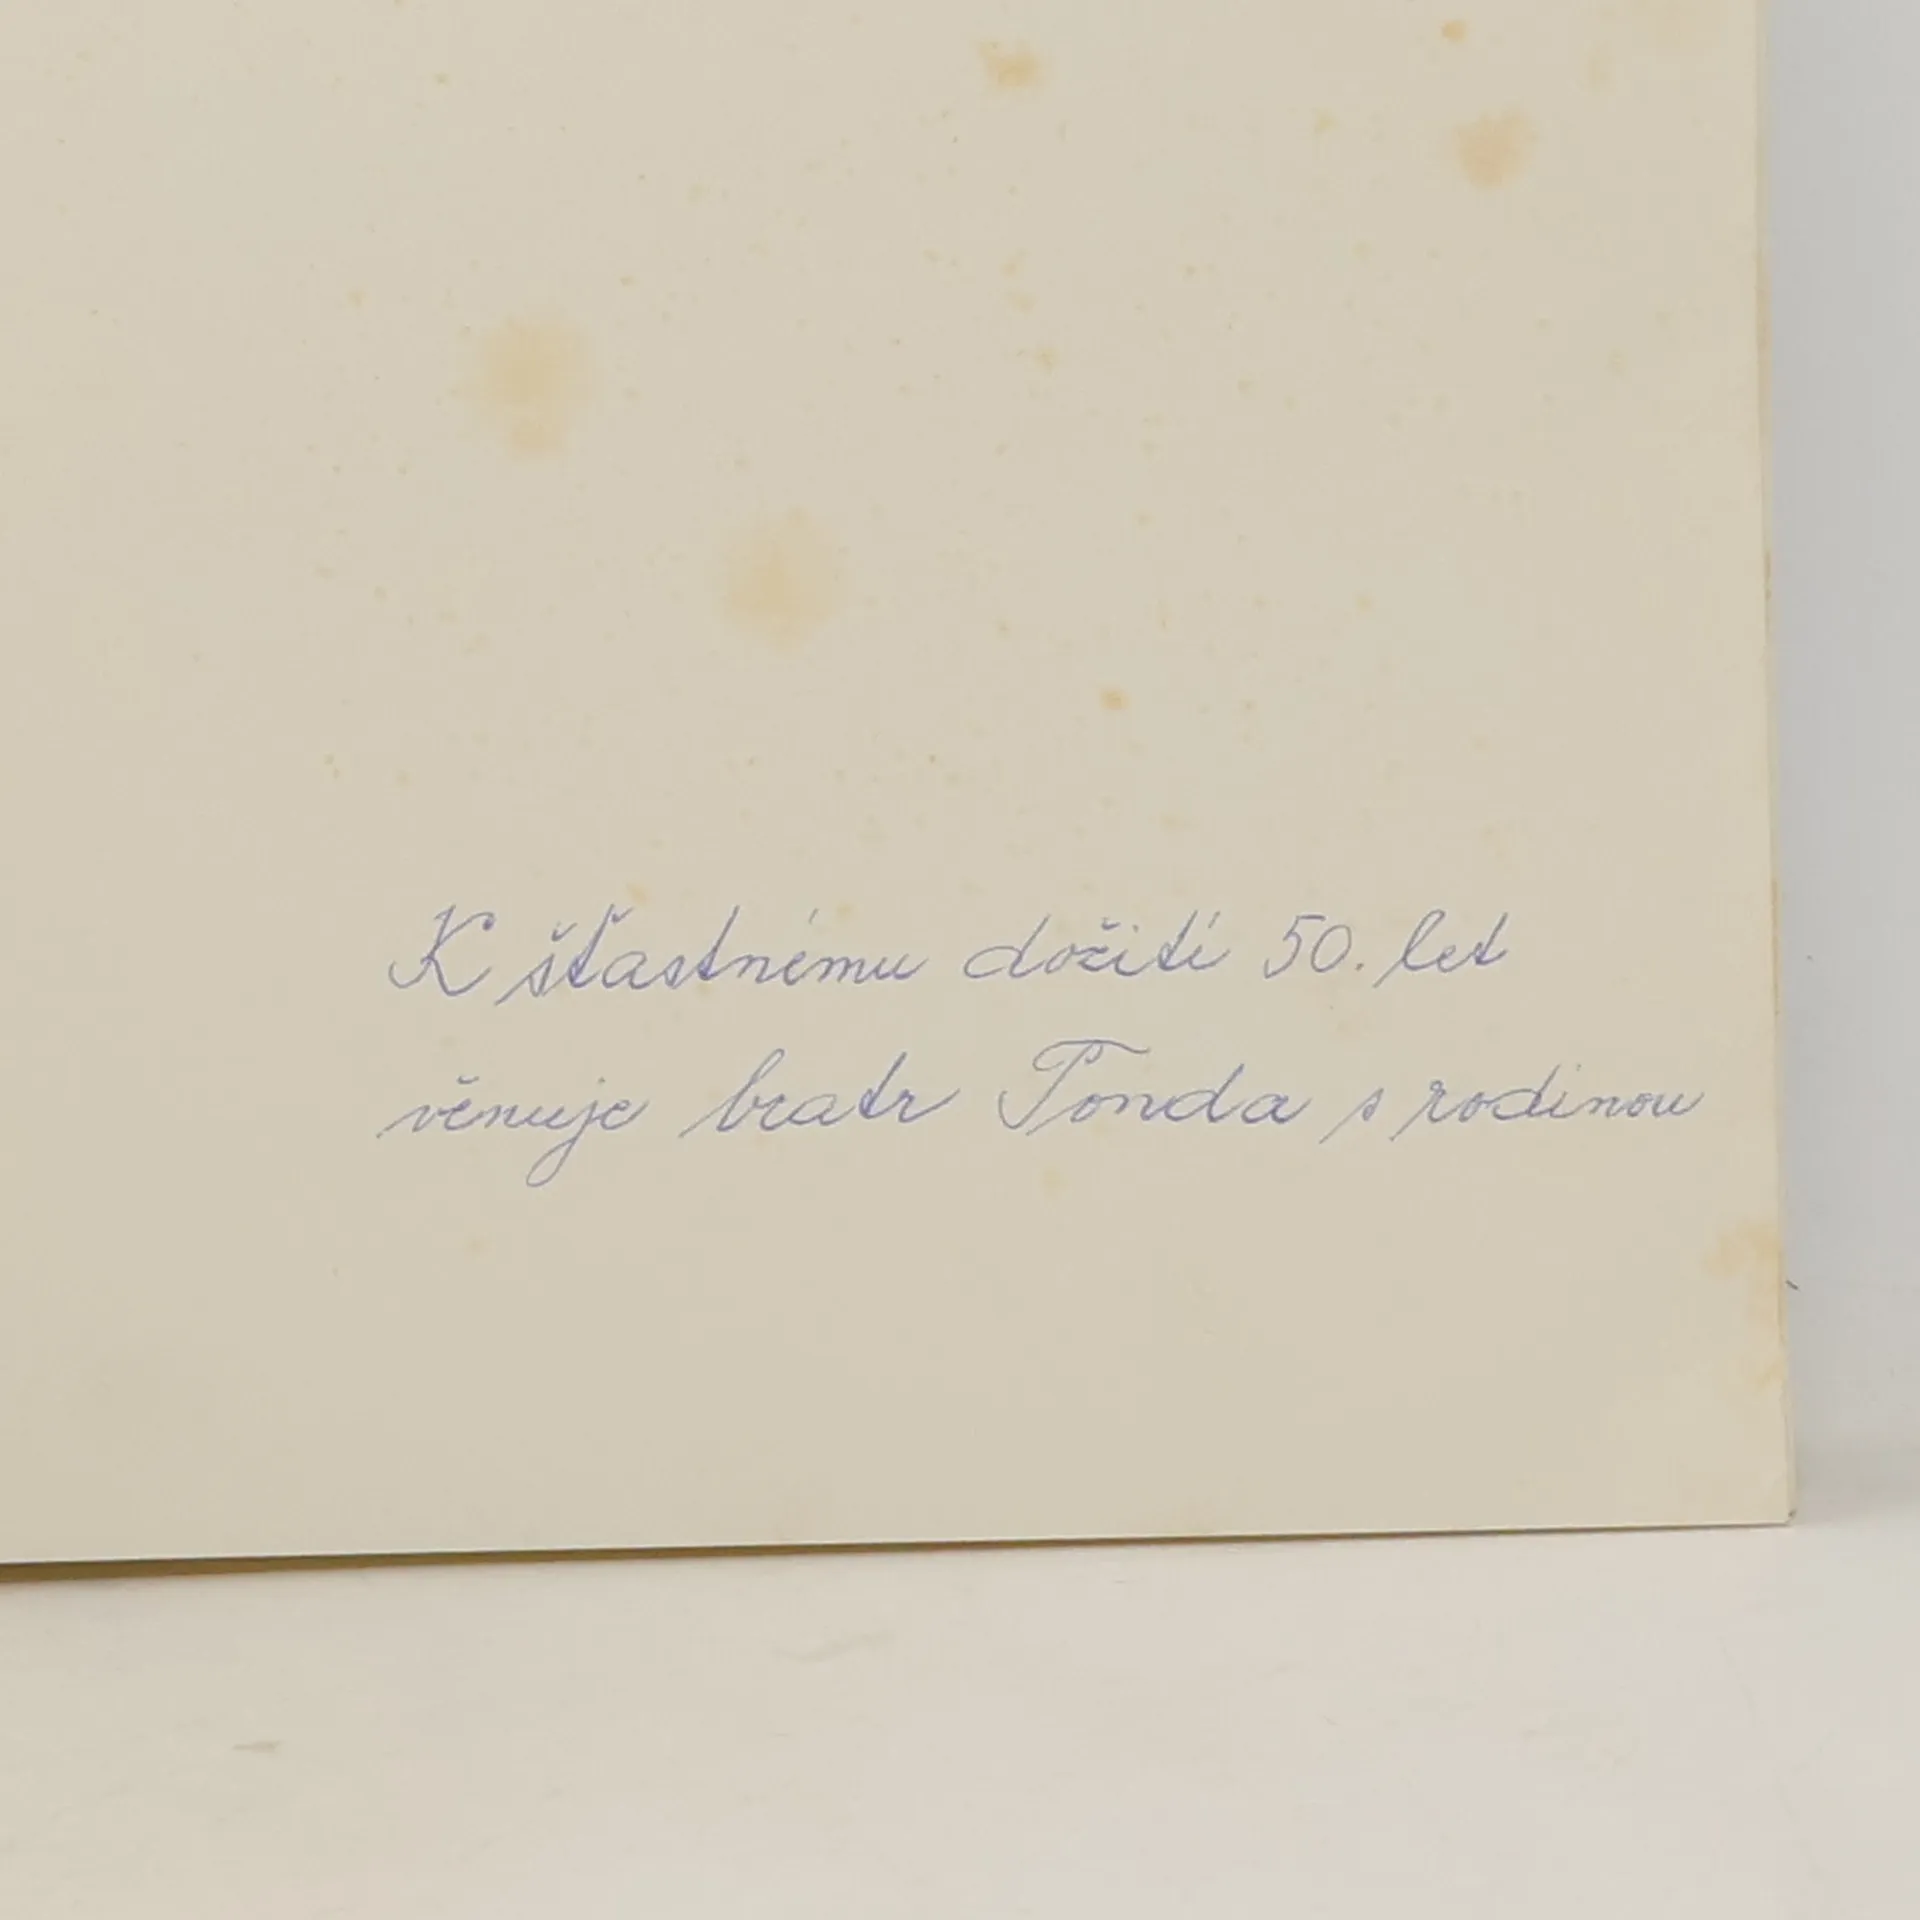 K šťastnému dožití 50. let
věnuje bratr Tonda s rodinou